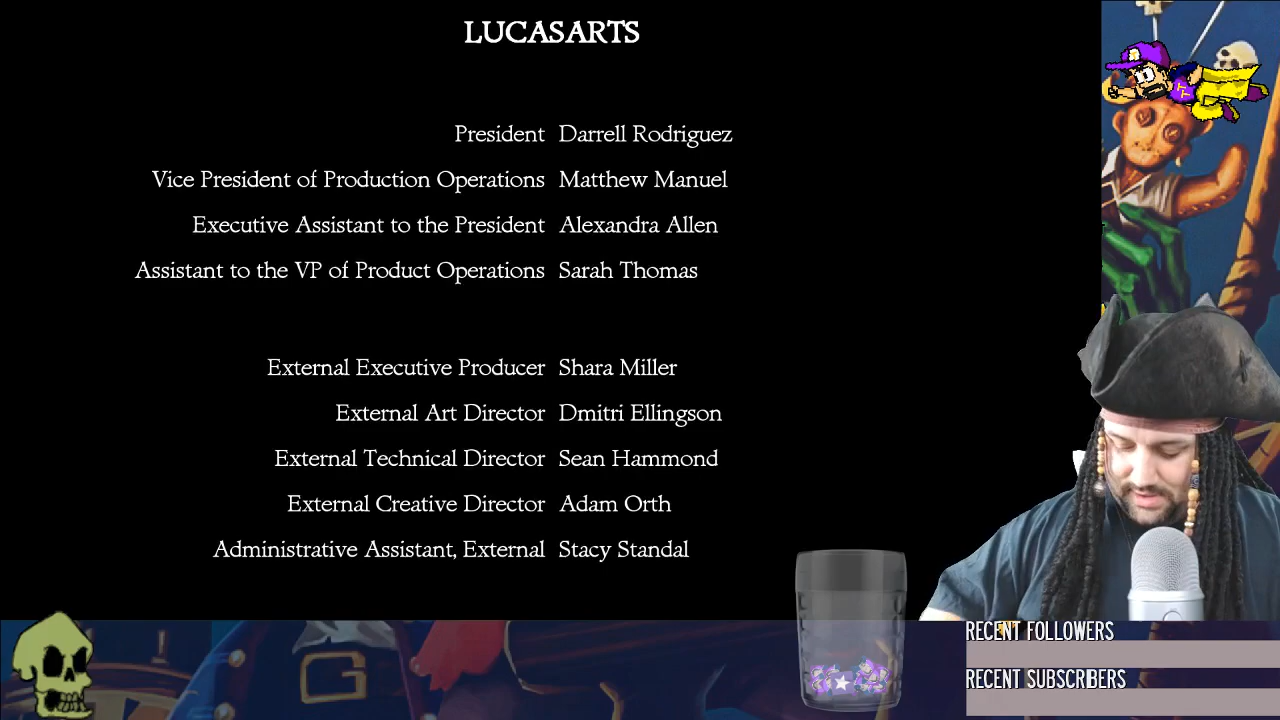 LUCASARTS
President Darrell Rodriguez
Vice President of Production Operations Matthew Manuel
Executive Assistant to the President Alexandra Allen
Assistant to the VP of Product Operations Sarah Thomas
External Executive Producer Shara Miller
External Art Director Dmitri Ellingson
External Technical Director Sean Hammond
External Creative Director Adam Orth
Administrative Assistant, External Stacy Standal
RECENT FOLLOWERS
RECENT SUBSCRIBERS